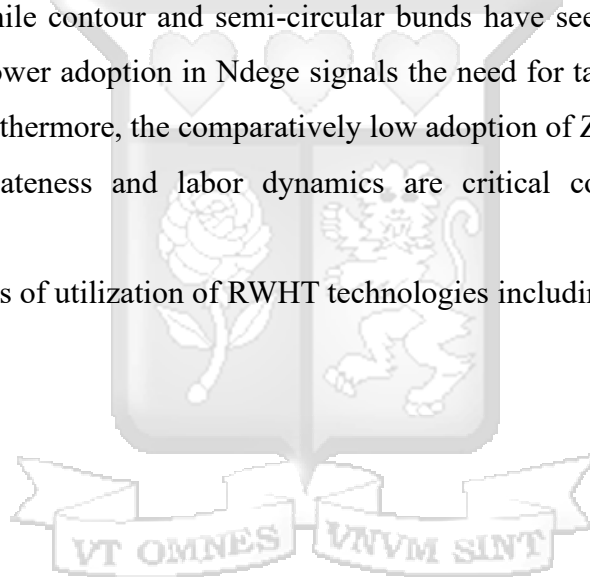 hile contour and semi-circular bunds have see
ower adoption in Ndege signals the need for ta
rthermore, the comparatively low adoption of Z
ateness and labor dynamics are critical co
s of utilization of RWHT technologies includin
VT OMNES VNVM SINT